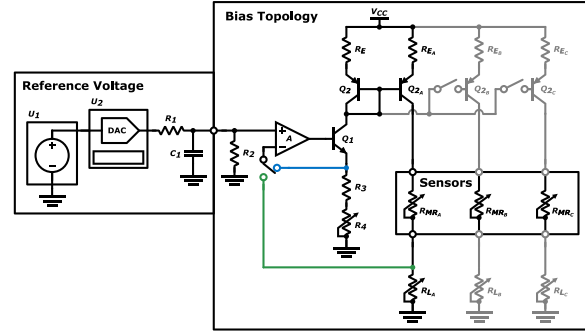 Bias Topology
VCC
RE
REA
REB
REC
Q2
Q2A
Q2B
Q2C
Reference Voltage
U1
U2
DAC
R1
C1
R2
A
Q1
R3
R4
Sensors
RMRA
RMRB
RMRC
RLA
RLB
RLC